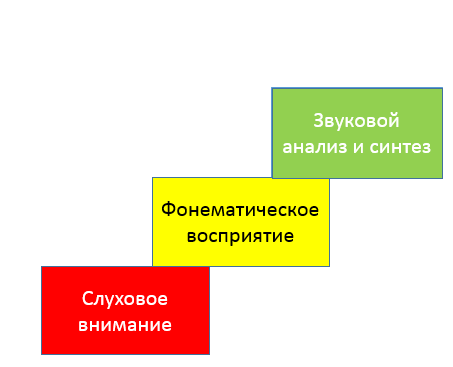 Звуковой
анализ и синтез
Фонематическое
восприятие
Слуховое
внимание